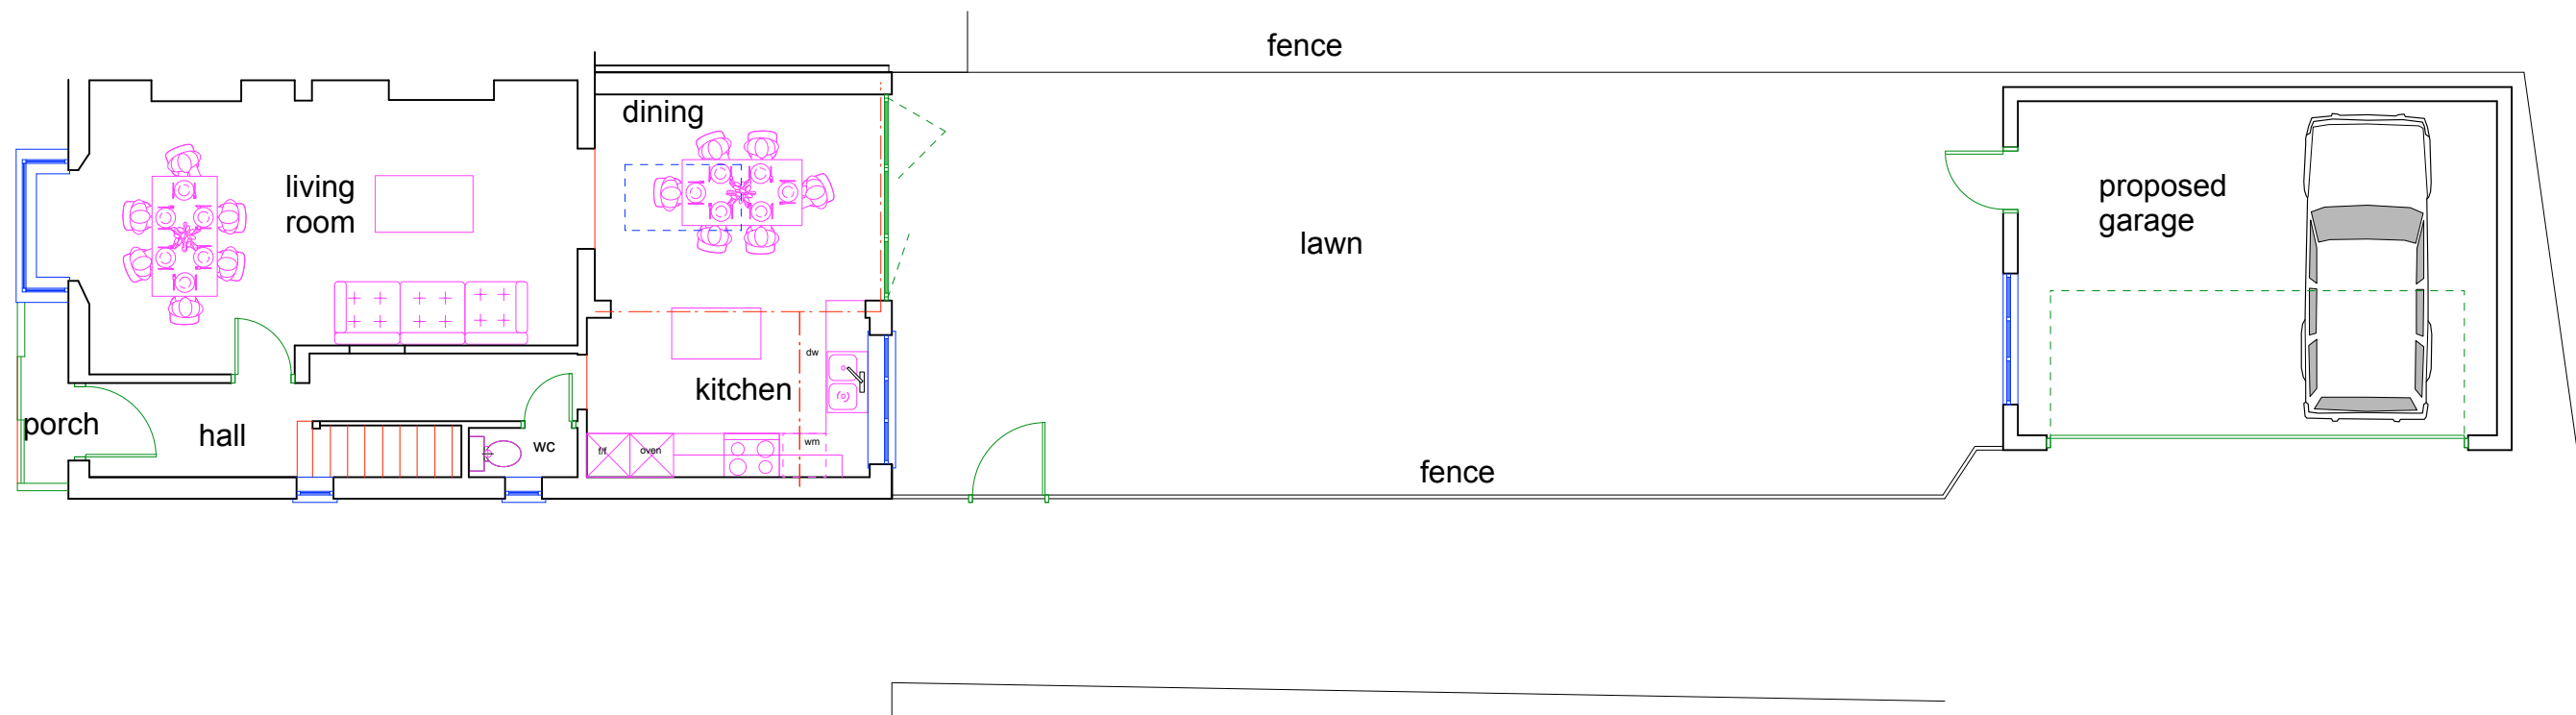 fence
dining
living
room
proposed
garage
lawn
dw
kitchen
porch
hall
wc
f/f
oven
wm
fence